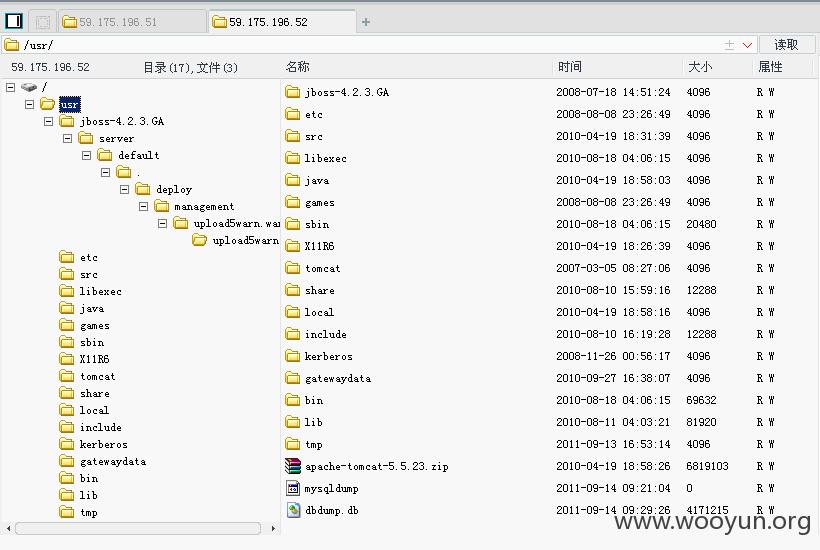 59.175.196.51 59.175.196.52
/usr/ 读取
59.175.196.52 目录(17),文件(3) 名称 时间 大小 属性
/
usr
jboss-4.2.3.GA
server
default
.
deploy
management
upload5warn.wa
upload5warn
etc
src
libexec
java
games
sbin
X11R6
tomcat
share
local
include
kerberos
gatewaydata
bin
lib
tmp
jboss-4.2.3.GA 2008-07-18 14:51:24 4096 R W
etc 2008-08-08 23:26:49 4096 R W
src 2010-04-19 18:31:39 4096 R W
libexec 2010-08-18 04:06:15 4096 R W
java 2010-04-19 18:58:03 4096 R W
games 2008-08-08 23:26:49 4096 R W
sbin 2010-08-18 04:06:15 20480 R W
X11R6 2010-04-19 18:26:39 4096 R W
tomcat 2007-03-05 08:27:06 4096 R W
share 2010-08-10 15:59:16 12288 R W
local 2010-04-19 18:58:16 4096 R W
include 2010-08-10 16:19:28 12288 R W
kerberos 2008-11-26 00:56:17 4096 R W
gatewaydata 2010-09-27 16:38:07 4096 R W
bin 2010-08-18 04:06:15 69632 R W
lib 2010-08-11 04:03:21 81920 R W
tmp 2011-09-13 16:53:14 4096 R W
apache-tomcat-5.5.23.zip 2010-04-19 18:58:26 6819103 R W
mysqldump 2011-09-14 09:21:04 0 R W
dbdump.db 2011-09-14 09:29:26 4171215 R W
www.wooyun.org